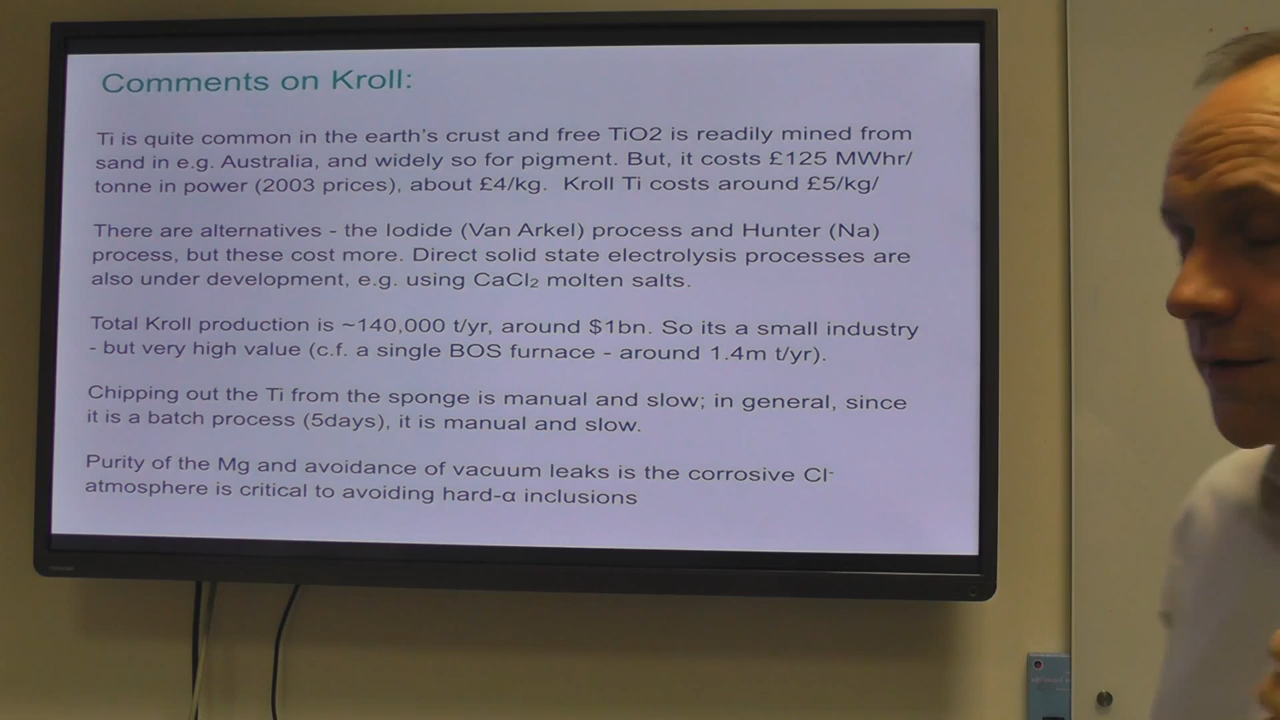 Comments on Kroll:
Ti is quite common in the earth's crust and free TiO2 is readily mined from
sand in e.g. Australia, and widely so for pigment. But, it costs £125 MWhr/
tonne in power (2003 prices), about £4/kg. Kroll Ti costs around £5/kg/
There are alternatives - the Iodide (Van Arkel) process and Hunter (Na)
process, but these cost more. Direct solid state electrolysis processes are
also under development, e.g. using CaCl₂ molten salts.
Total Kroll production is ~140,000 t/yr, around $1bn. So its a small industry
- but very high value (c.f. a single BOS furnace - around 1.4m t/yr).
Chipping out the Ti from the sponge is manual and slow; in general, since
it is a batch process (5days), it is manual and slow.
Purity of the Mg and avoidance of vacuum leaks is the corrosive Cl⁻
atmosphere is critical to avoiding hard-α inclusions